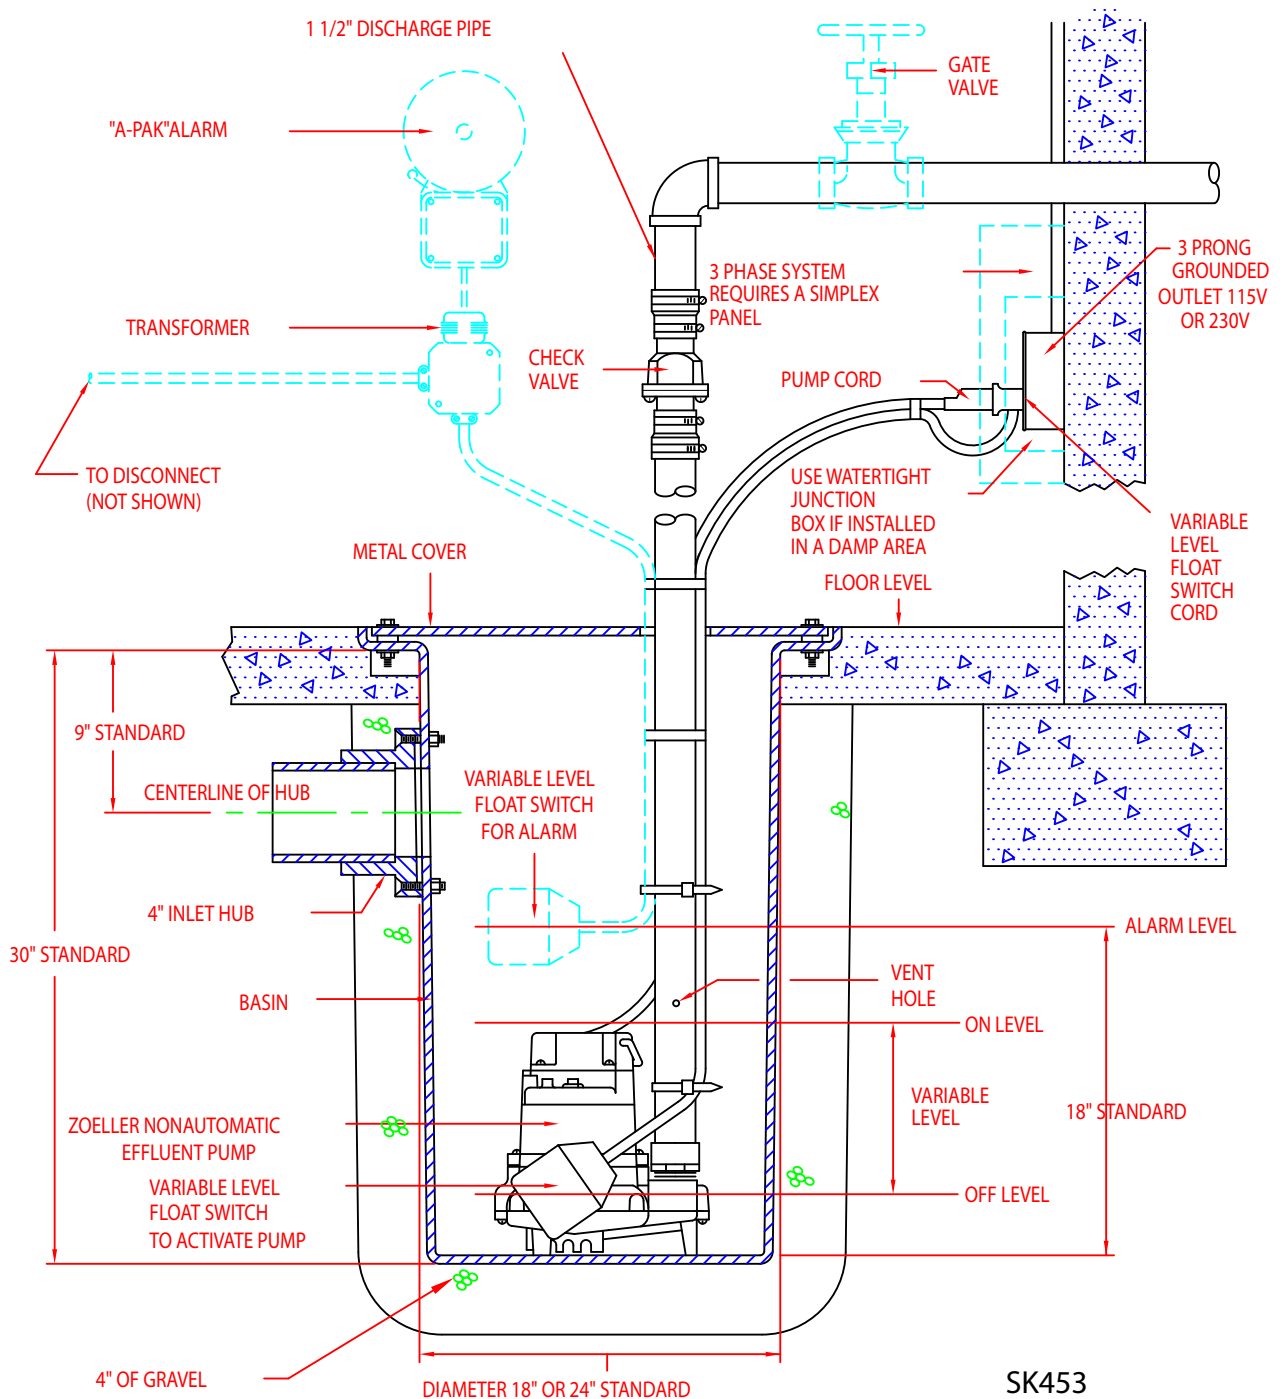 1 1/2" DISCHARGE PIPE
GATE
VALVE
"A-PAK"ALARM
3 PRONG
GROUNDED
OUTLET 115V
OR 230V
3 PHASE SYSTEM
REQUIRES A SIMPLEX
PANEL
TRANSFORMER
CHECK
VALVE
PUMP CORD
TO DISCONNECT
(NOT SHOWN)
USE WATERTIGHT
JUNCTION
BOX IF INSTALLED
IN A DAMP AREA
VARIABLE
LEVEL
FLOAT
SWITCH
CORD
METAL COVER
FLOOR LEVEL
9" STANDARD
CENTERLINE OF HUB
VARIABLE LEVEL
FLOAT SWITCH
FOR ALARM
4" INLET HUB
30" STANDARD
ALARM LEVEL
BASIN
VENT
HOLE
ON LEVEL
VARIABLE
LEVEL
18" STANDARD
ZOELLER NONAUTOMATIC
EFFLUENT PUMP
VARIABLE LEVEL
FLOAT SWITCH
TO ACTIVATE PUMP
OFF LEVEL
4" OF GRAVEL
DIAMETER 18" OR 24" STANDARD
SK453